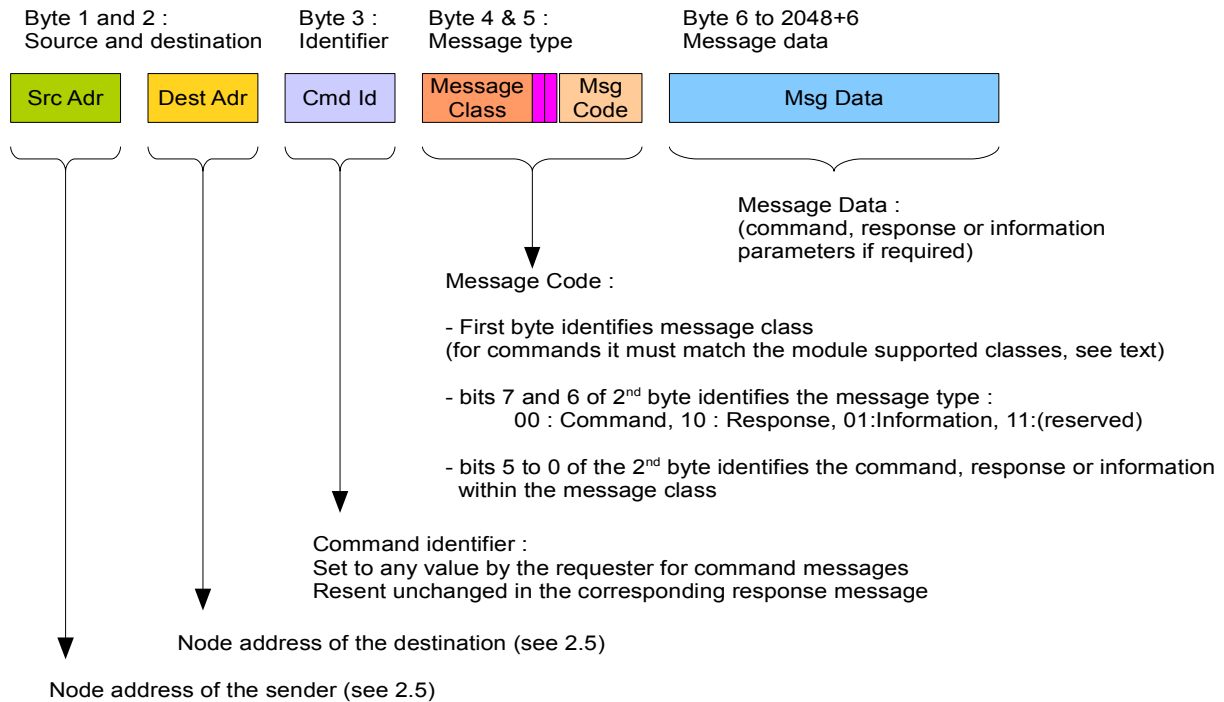 Byte 1 and 2 :
Source and destination
Byte 3 :
Identifier
Byte 4 & 5 :
Message type
Byte 6 to 2048+6
Message data
Src Adr
Dest Adr
Cmd Id
Message
Class
Msg
Code
Msg Data
Message Data :
(command, response or information
parameters if required)
Message Code :
- First byte identifies message class
(for commands it must match the module supported classes, see text)
- bits 7 and 6 of 2nd byte identifies the message type :
00 : Command, 10 : Response, 01:Information, 11:(reserved)
- bits 5 to 0 of the 2nd byte identifies the command, response or information
within the message class
Command identifier :
Set to any value by the requester for command messages
Resent unchanged in the corresponding response message
Node address of the destination (see 2.5)
Node address of the sender (see 2.5)